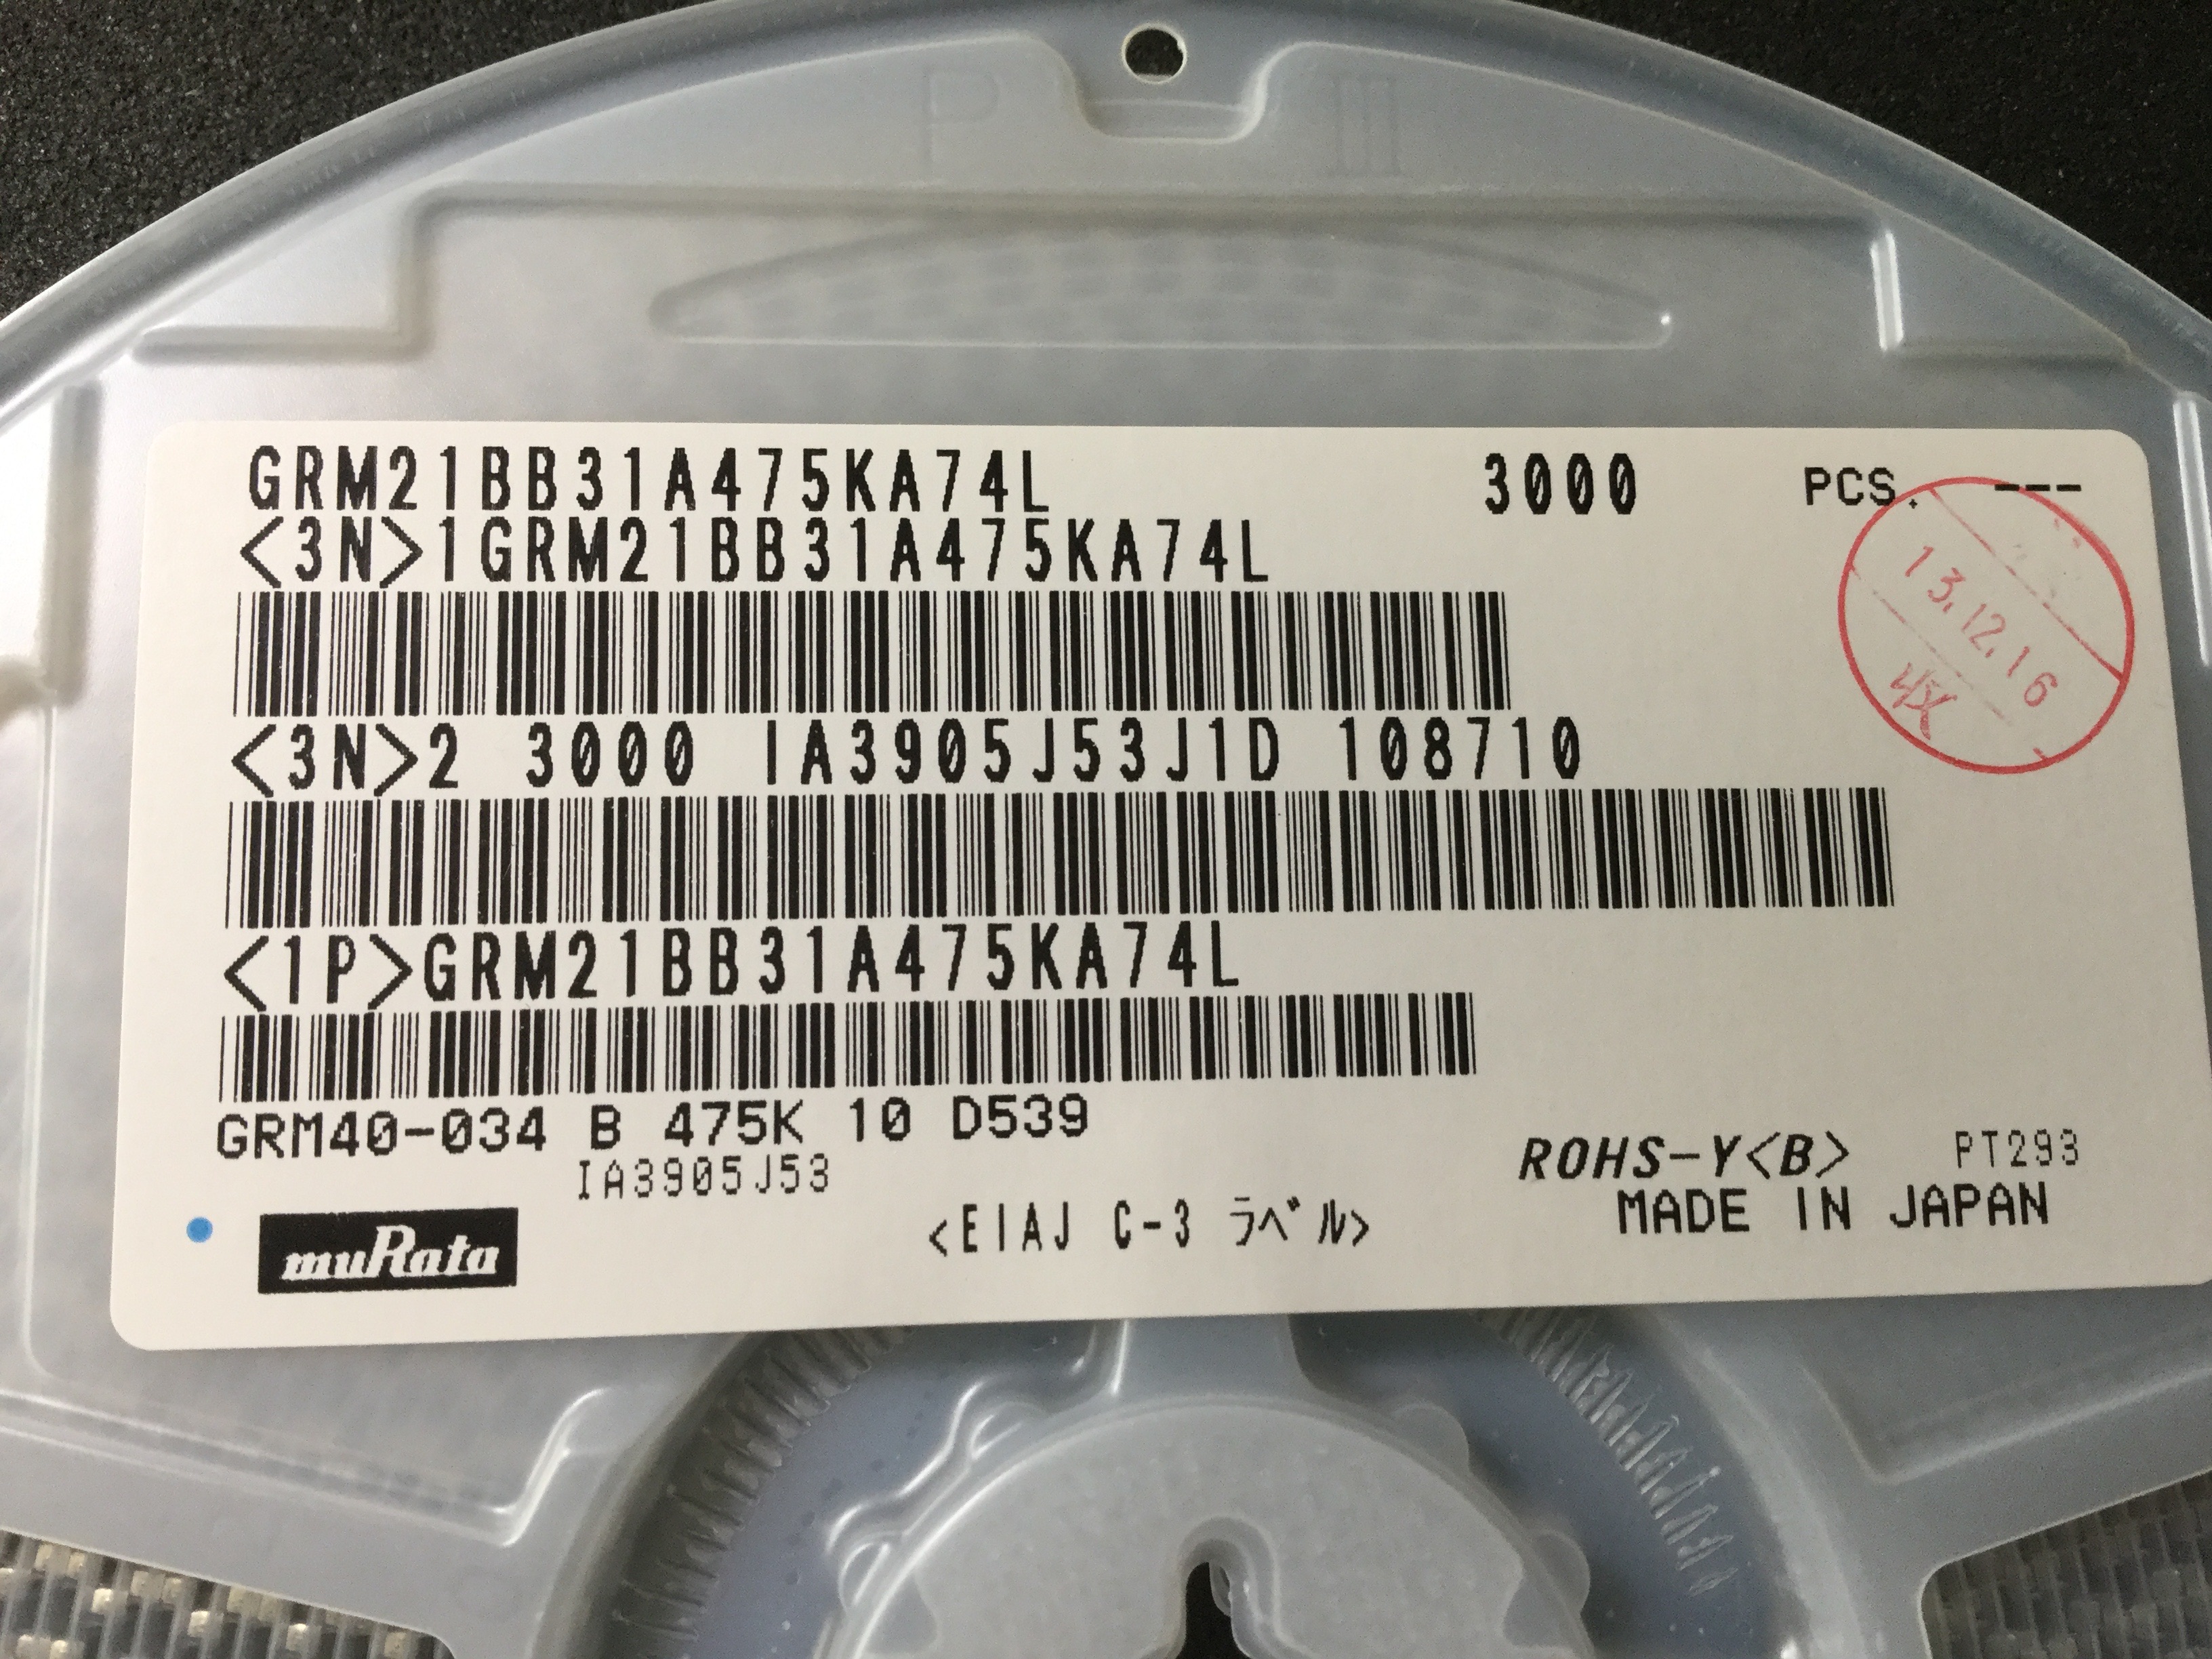 P III
GRM21BB31A475KA74L 3000 PCS. ---
<3N>1GRM21BB31A475KA74L
13.12.16
収
<3N>2 3000 IA3905J53J1D 108710
<1P>GRM21BB31A475KA74L
GRM40-034 B 475K 10 D539
IA3905J53
ROHS-Y<B> PT293
MADE IN JAPAN
<EIAJ C-3 ラベル>
muRata